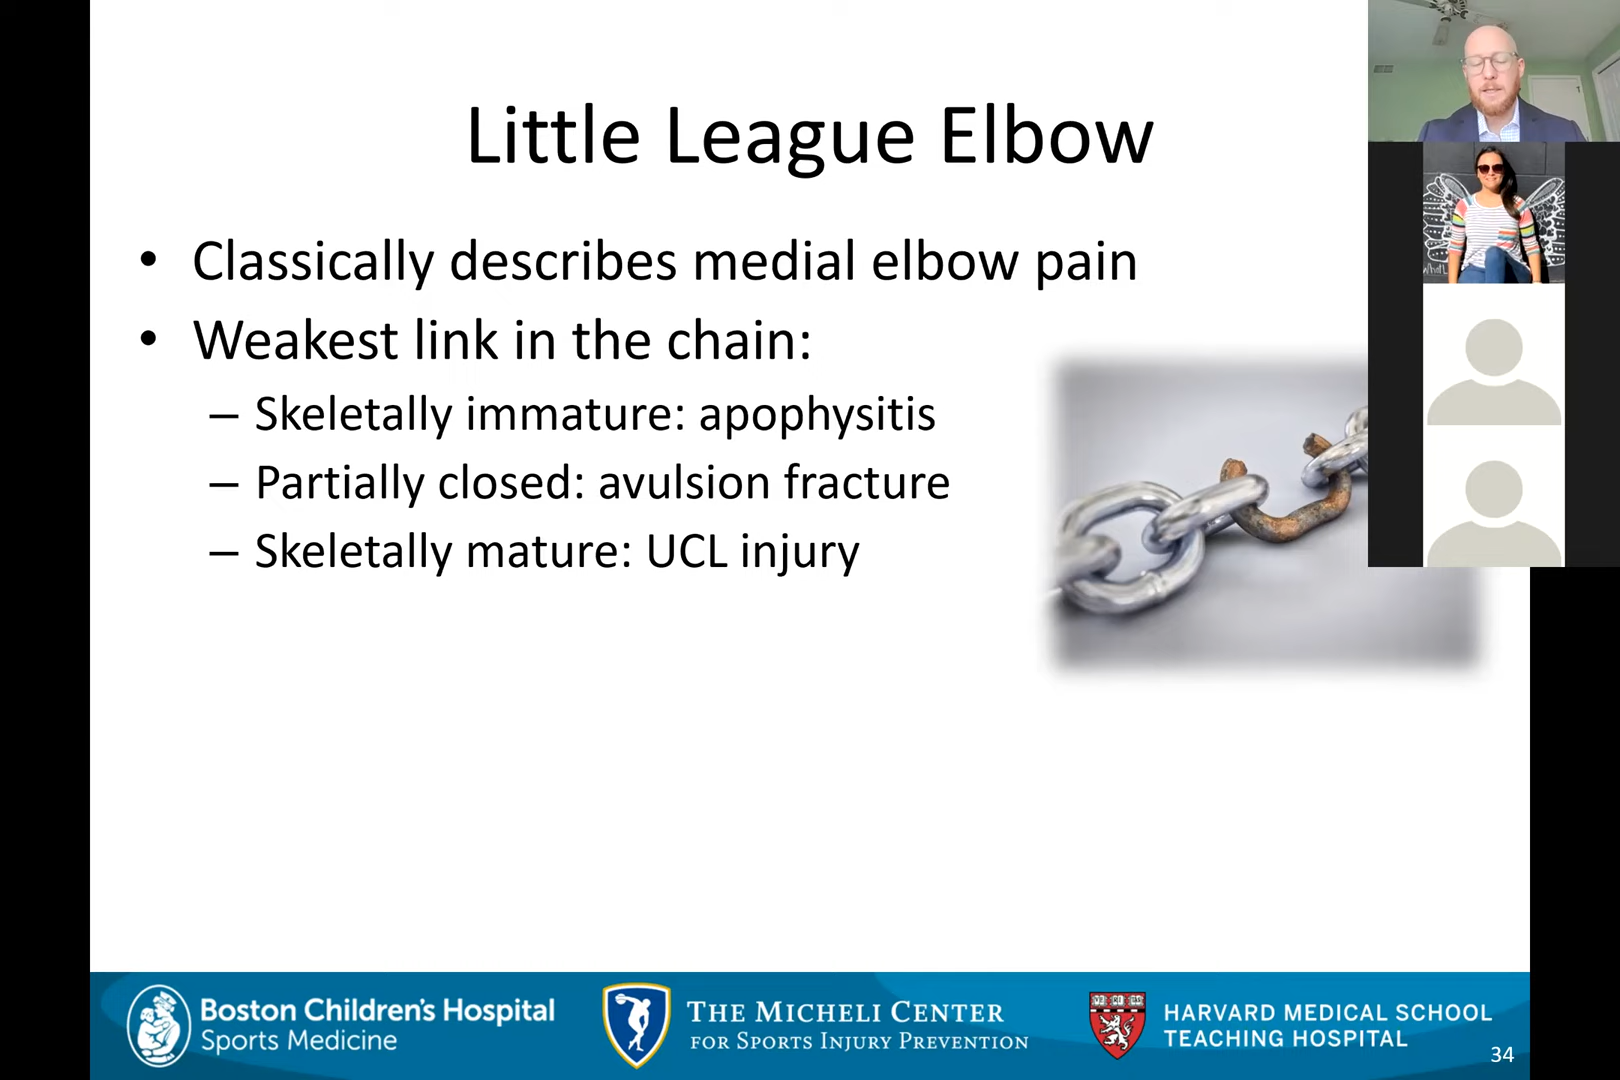 Little League Elbow
• Classically describes medial elbow pain
• Weakest link in the chain:
– Skeletally immature: apophysitis
– Partially closed: avulsion fracture
– Skeletally mature: UCL injury
Boston Children's Hospital
Sports Medicine
THE MICHELI CENTER
FOR SPORTS INJURY PREVENTION
HARVARD MEDICAL SCHOOL
TEACHING HOSPITAL
34